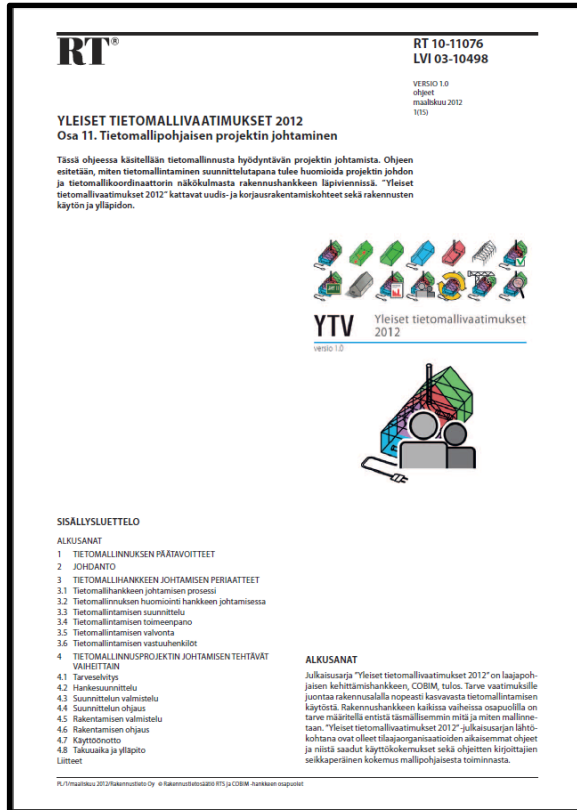 RT®
RT 10-11076
LVI 03-10498
VERSIO 1.0
ohjeet
maaliskuu 2012
1(15)
YLEISET TIETOMALLIVAATIMUKSET 2012
Osa 11. Tietomallipohjaisen projektin johtaminen
Tässä ohjeessa käsitellään tietomallinnusta hyödyntävän projektin johtamista. Ohjeen
esitetään, miten tietomallintaminen suunnittelutapana tulee huomioida projektin johdon
ja tietomallikoordinaattorin näkökulmasta rakennushankkeen läpiviennissä. "Yleiset
tietomallivaatimukset 2012" kattavat uudis- ja korjausrakentamiskohteet sekä rakennusten
käytön ja ylläpidon.
YTV
Yleiset tietomallivaatimukset
2012
versio 1.0
SISÄLLYSLUETTELO
ALKUSANAT
1 TIETOMALLINNUKSEN PÄÄTAVOITTEET
2 JOHDANTO
3 TIETOMALLIHANKKEEN JOHTAMISEN PERIAATTEET
3.1 Tietomallihankkeen johtamisen prosessi
3.2 Tietomallinnuksen huomiointi hankkeen johtamisessa
3.3 Tietomallintamisen suunnittelu
3.4 Tietomallintamisen toimeenpano
3.5 Tietomallintamisen valvonta
3.6 Tietomallintamisen vastuuhenkilöt
4 TIETOMALLINNUSPROJEKTIN JOHTAMISEN TEHTÄVÄT
VAIHEITTAIN
4.1 Tarveselvitys
4.2 Hankesuunnittelu
4.3 Suunnittelun valmistelu
4.4 Suunnittelun ohjaus
4.5 Rakentamisen valmistelu
4.6 Rakentamisen ohjaus
4.7 Käyttöönotto
4.8 Takuuaika ja ylläpito
Liitteet
ALKUSANAT
Julkaisusarja "Yleiset tietomallivaatimukset 2012" on laajapoh-
jaisen kehittämishankkeen, COBIM, tulos. Tarve vaatimuksille
juontaa rakennusalalla nopeasti kasvavasta tietomallintamisen
käytöstä. Rakennushankkeen kaikissa vaiheissa osapuolilla on
tarve määritellä entistä täsmällisemmin mitä ja miten mallinne-
taan. "Yleiset tietomallivaatimukset 2012" -julkaisusarjan lähtö-
kohtana ovat olleet tilaajaorganisaatioiden aikaisemmat ohjeet
ja niistä saadut käyttökokemukset sekä ohjeitten kirjoittajien
seikkaperäinen kokemus mallipohjaisesta toiminnasta.
PL/1/maaliskuu 2012/Rakennustieto Oy © Rakennustietosäätiö RTS ja COBIM -hankkeen osapuolet